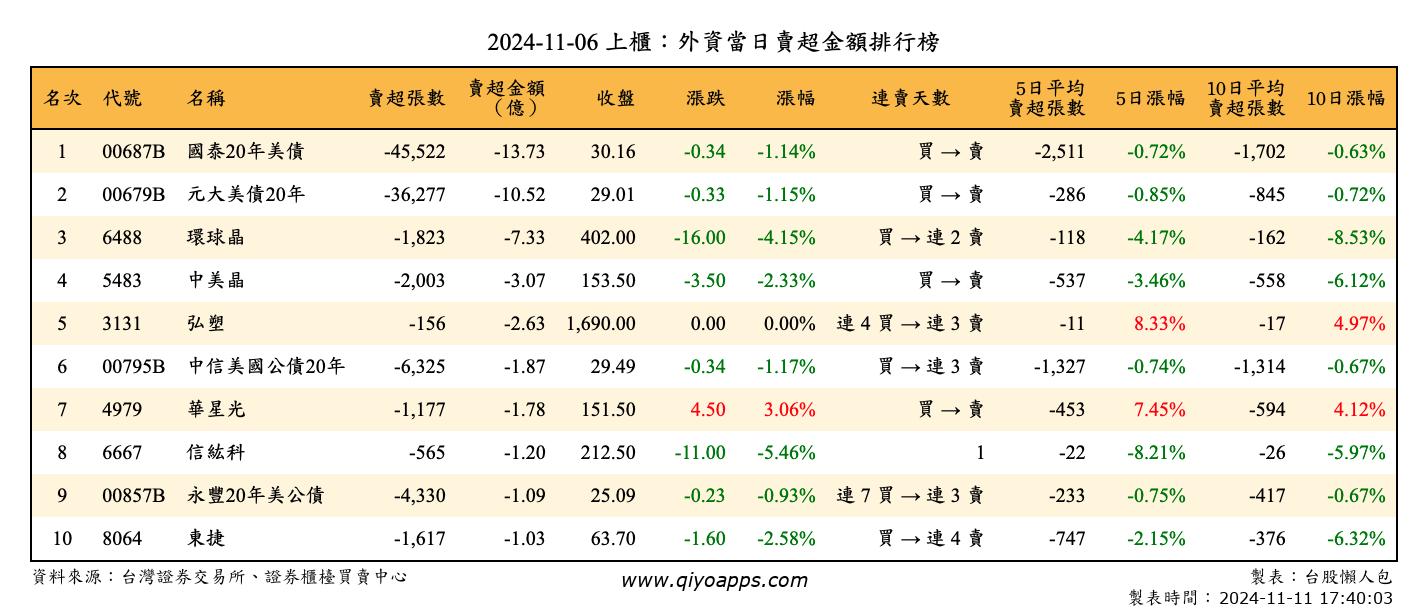 2024-11-06 上櫃：外資當日賣超金額排行榜
名次 代號 名稱 賣超張數 賣超金額（億） 收盤 漲跌 漲幅 連賣天數 5日平均賣超張數 5日漲幅 10日平均賣超張數 10日漲幅
1 00687B 國泰20年美債 -45,522 -13.73 30.16 -0.34 -1.14% 買 → 賣 -2,511 -0.72% -1,702 -0.63%
2 00679B 元大美債20年 -36,277 -10.52 29.01 -0.33 -1.15% 買 → 賣 -286 -0.85% -845 -0.72%
3 6488 環球晶 -1,823 -7.33 402.00 -16.00 -4.15% 買 → 連 2 賣 -118 -4.17% -162 -8.53%
4 5483 中美晶 -2,003 -3.07 153.50 -3.50 -2.33% 買 → 賣 -537 -3.46% -558 -6.12%
5 3131 弘塑 -156 -2.63 1,690.00 0.00 0.00% 連 4 買 → 連 3 賣 -11 8.33% -17 4.97%
6 00795B 中信美國公債20年 -6,325 -1.87 29.49 -0.34 -1.17% 買 → 連 3 賣 -1,327 -0.74% -1,314 -0.67%
7 4979 華星光 -1,177 -1.78 151.50 4.50 3.06% 買 → 賣 -453 7.45% -594 4.12%
8 6667 信紘科 -565 -1.20 212.50 -11.00 -5.46% 1 -22 -8.21% -26 -5.97%
9 00857B 永豐20年美公債 -4,330 -1.09 25.09 -0.23 -0.93% 連 7 買 → 連 3 賣 -233 -0.75% -417 -0.67%
10 8064 東捷 -1,617 -1.03 63.70 -1.60 -2.58% 買 → 連 4 賣 -747 -2.15% -376 -6.32%
資料來源：台灣證券交易所、證券櫃檯買賣中心 www.qiyoapps.com 製表：台股懶人包
製表時間：2024-11-11 17:40:03